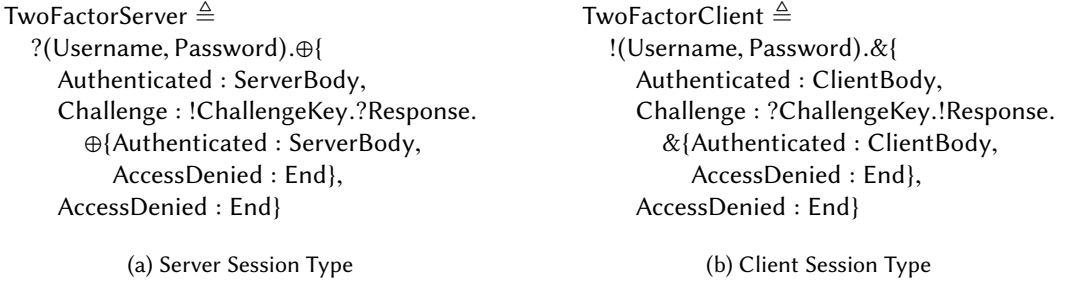 TwoFactorServer ≜
?(Username, Password).⊕{
Authenticated : ServerBody,
Challenge : !ChallengeKey.?Response.
⊕{Authenticated : ServerBody,
AccessDenied : End},
AccessDenied : End}
(a) Server Session Type
TwoFactorClient ≜
!(Username, Password).&{
Authenticated : ClientBody,
Challenge : ?ChallengeKey.!Response.
&{Authenticated : ClientBody,
AccessDenied : End},
AccessDenied : End}
(b) Client Session Type